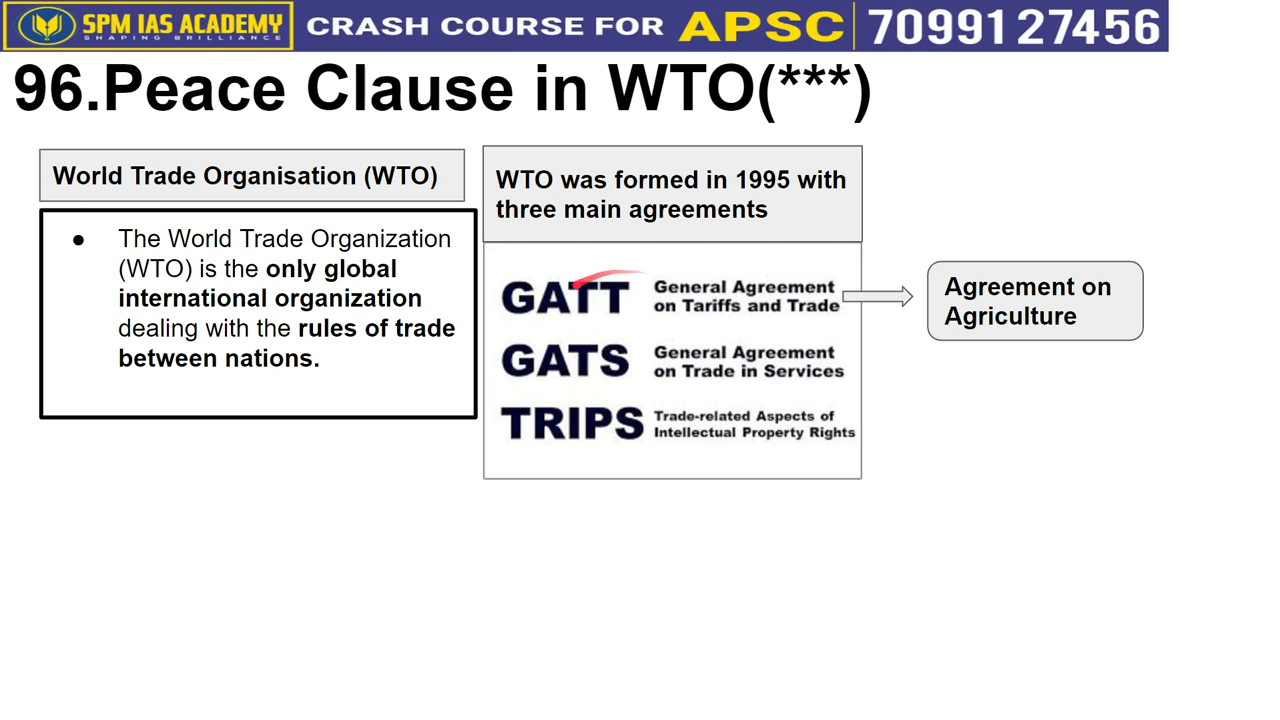 SPM IAS ACADEMY
SHAPING BRILLIANCE
CRASH COURSE FOR APSC 70991 27456
96.Peace Clause in WTO(***)
World Trade Organisation (WTO)
● The World Trade Organization
(WTO) is the only global
international organization
dealing with the rules of trade
between nations.
WTO was formed in 1995 with
three main agreements
GATT General Agreement
on Tariffs and Trade
GATS General Agreement
on Trade in Services
TRIPS Trade-related Aspects of
Intellectual Property Rights
Agreement on
Agriculture